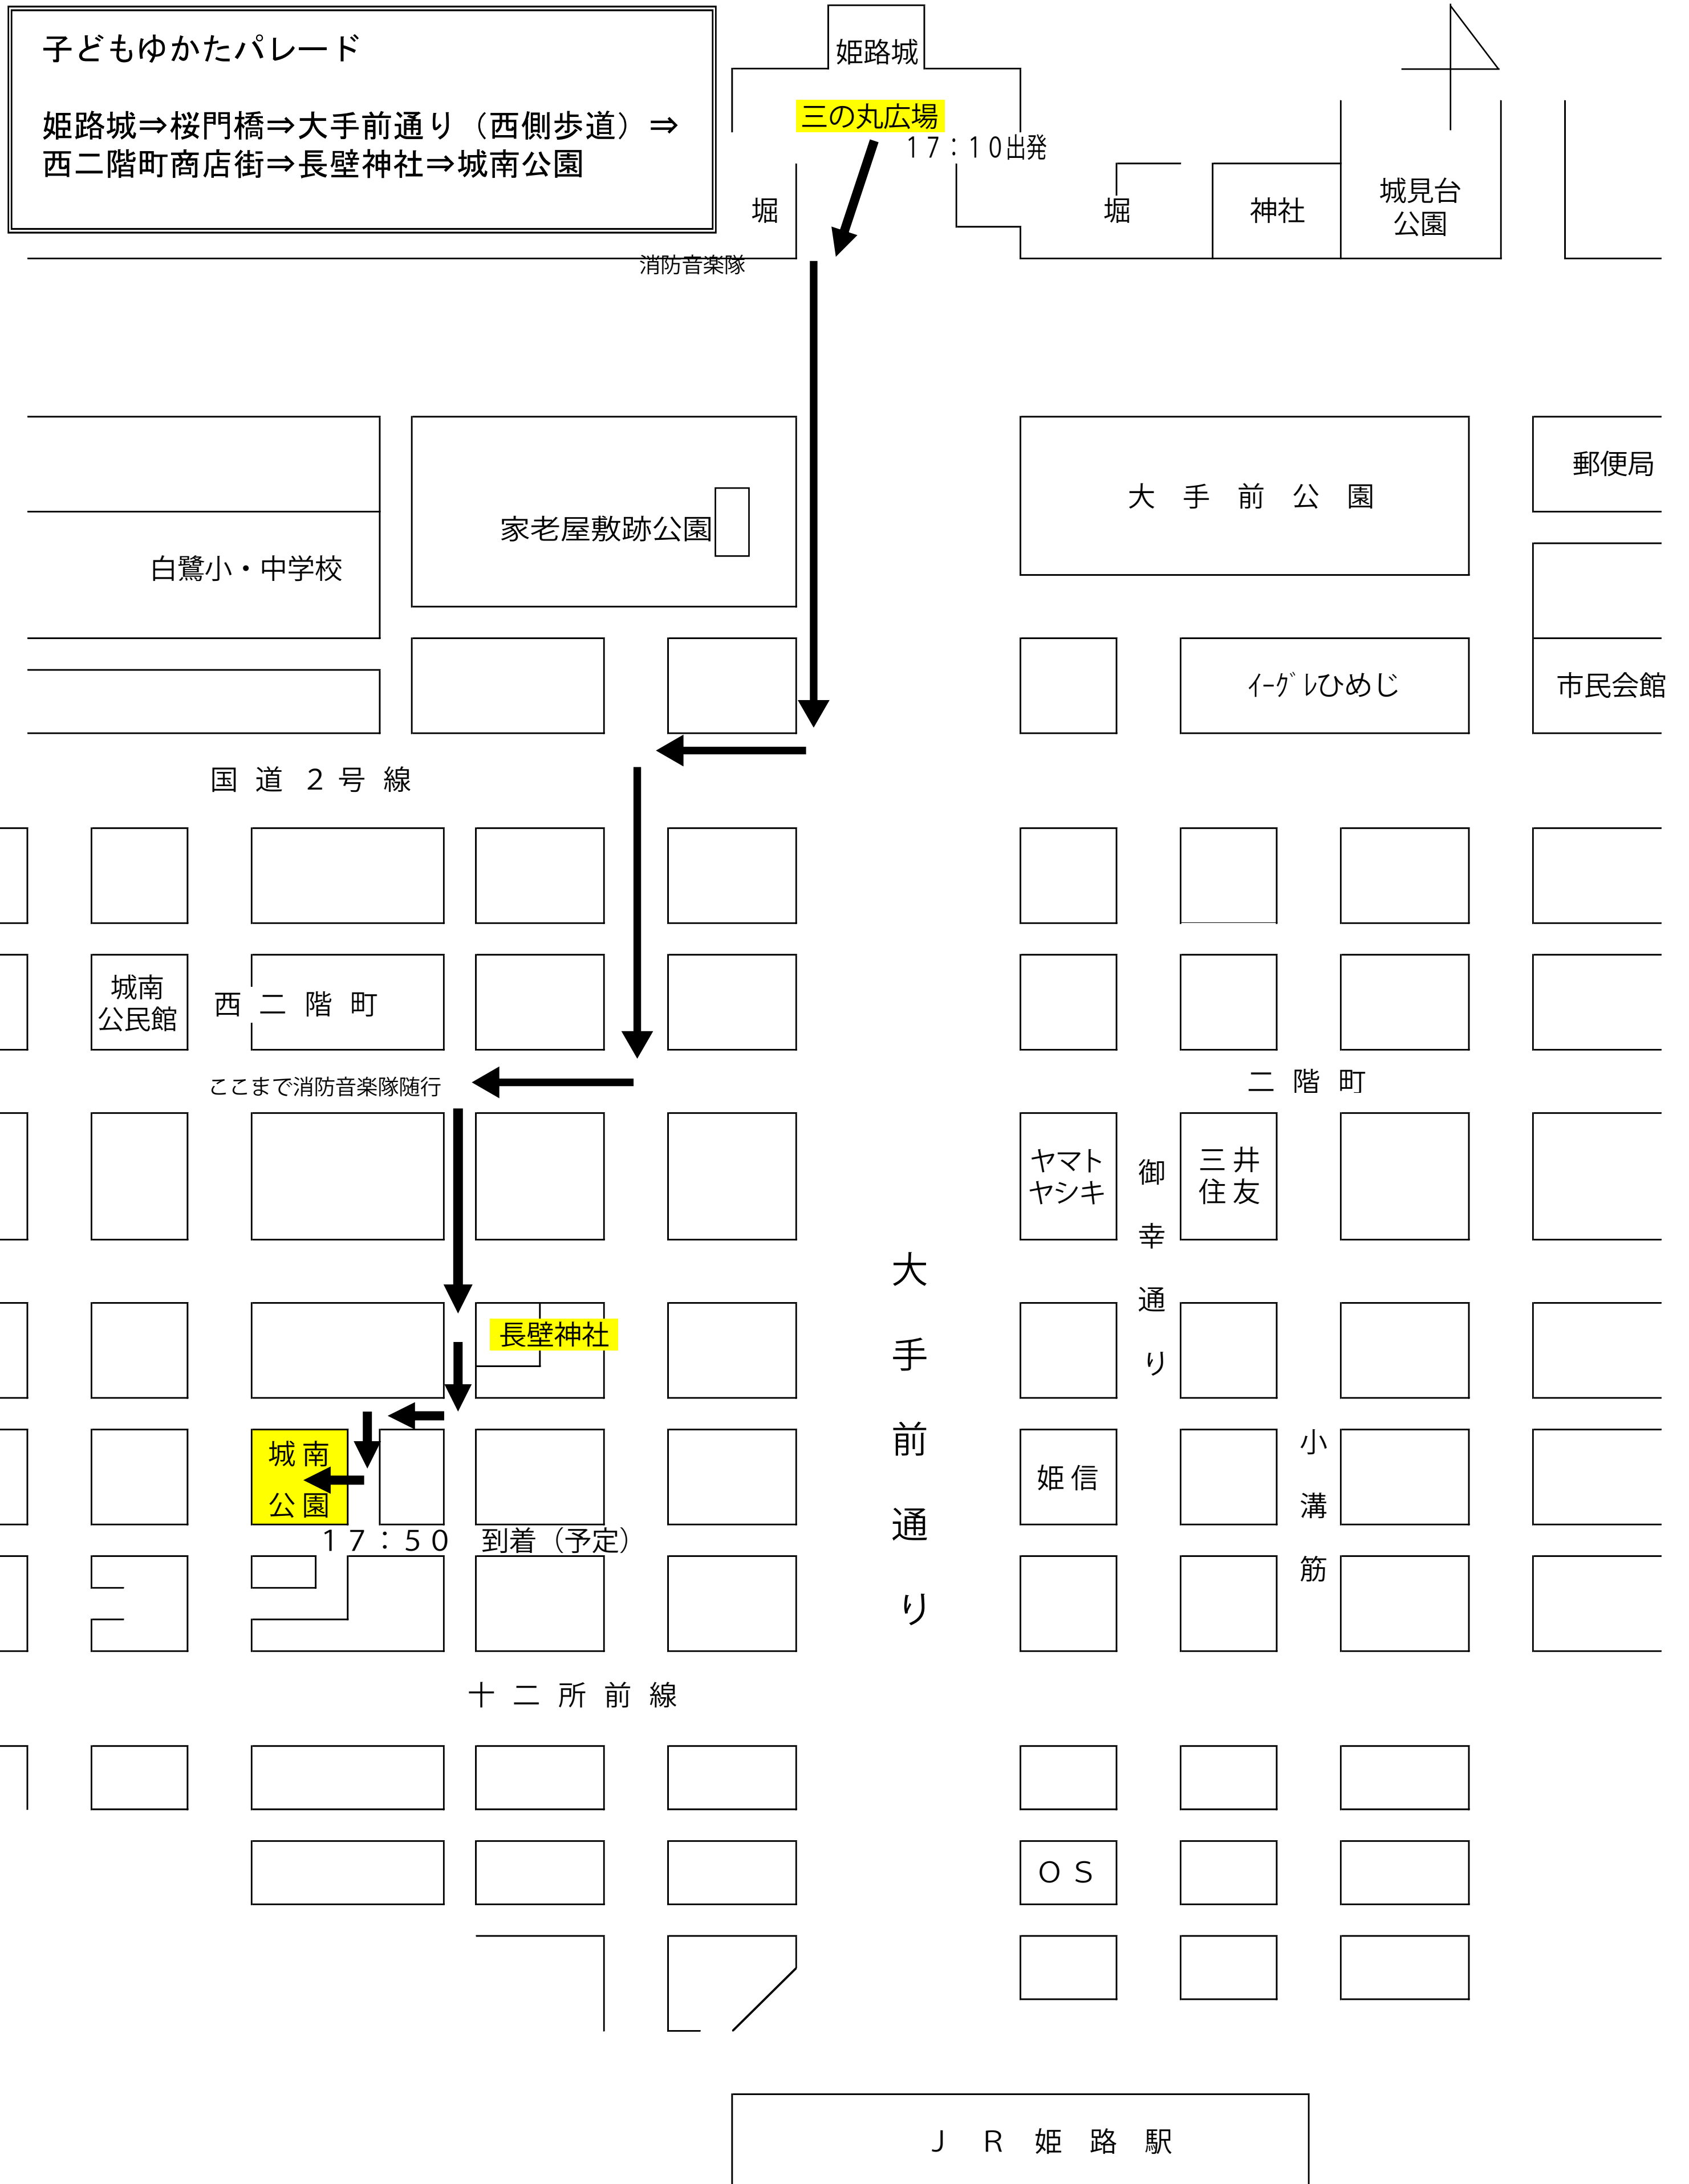 子どもゆかたパレード
姫路城⇒桜門橋⇒大手前通り（西側歩道）⇒
西二階町商店街⇒長壁神社⇒城南公園
姫路城
三の丸広場
１７：１０出発
堀
堀
神社
城見台
公園
消防音楽隊
郵便局
大手前公園
家老屋敷跡公園
白鷺小・中学校
ｲｰｸﾞﾚひめじ
市民会館
国道２号線
城南
公民館
西二階町
ここまで消防音楽隊随行
二階町
ヤマト
ヤシキ
御幸通り
三井
住友
大手前通り
長壁神社
城南
公園
姫信
小溝筋
１７：５０　到着（予定）
十二所前線
ＯＳ
ＪＲ姫路駅